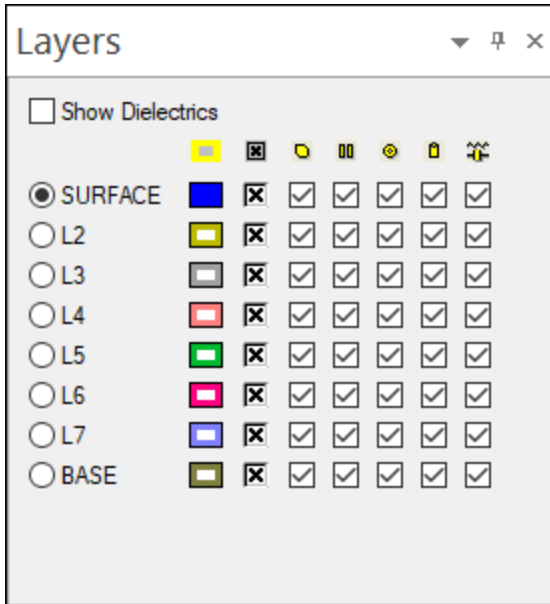 Layers
Show Dielectrics
SURFACE
L2
L3
L4
L5
L6
L7
BASE